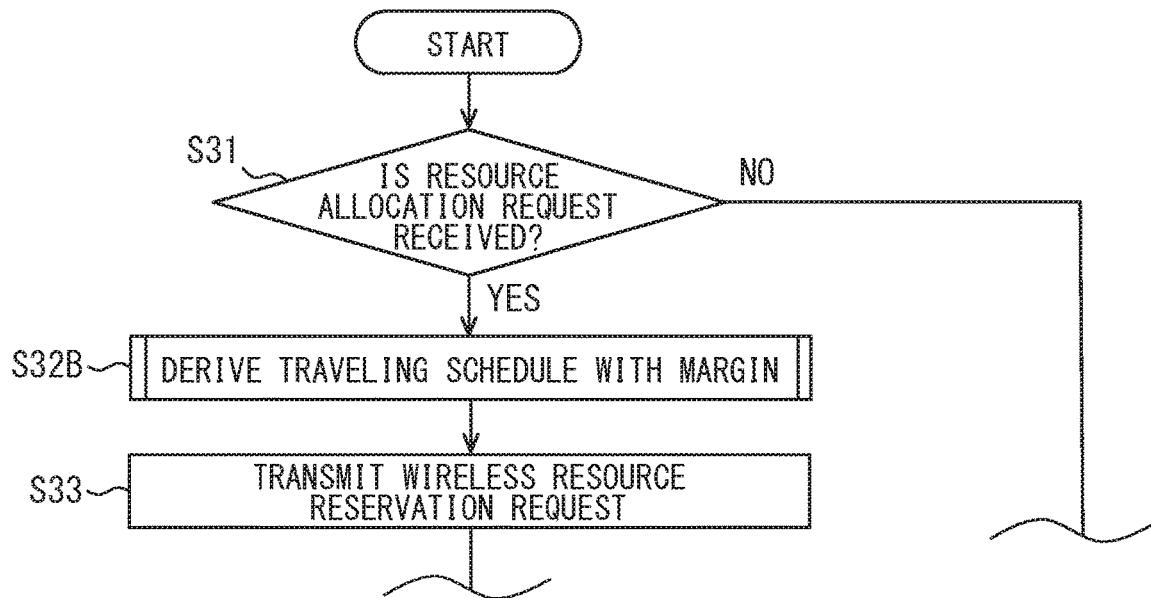 START
S31
IS RESOURCE
ALLOCATION REQUEST
RECEIVED?
NO
YES
S32B
DERIVE TRAVELING SCHEDULE WITH MARGIN
S33
TRANSMIT WIRELESS RESOURCE
RESERVATION REQUEST